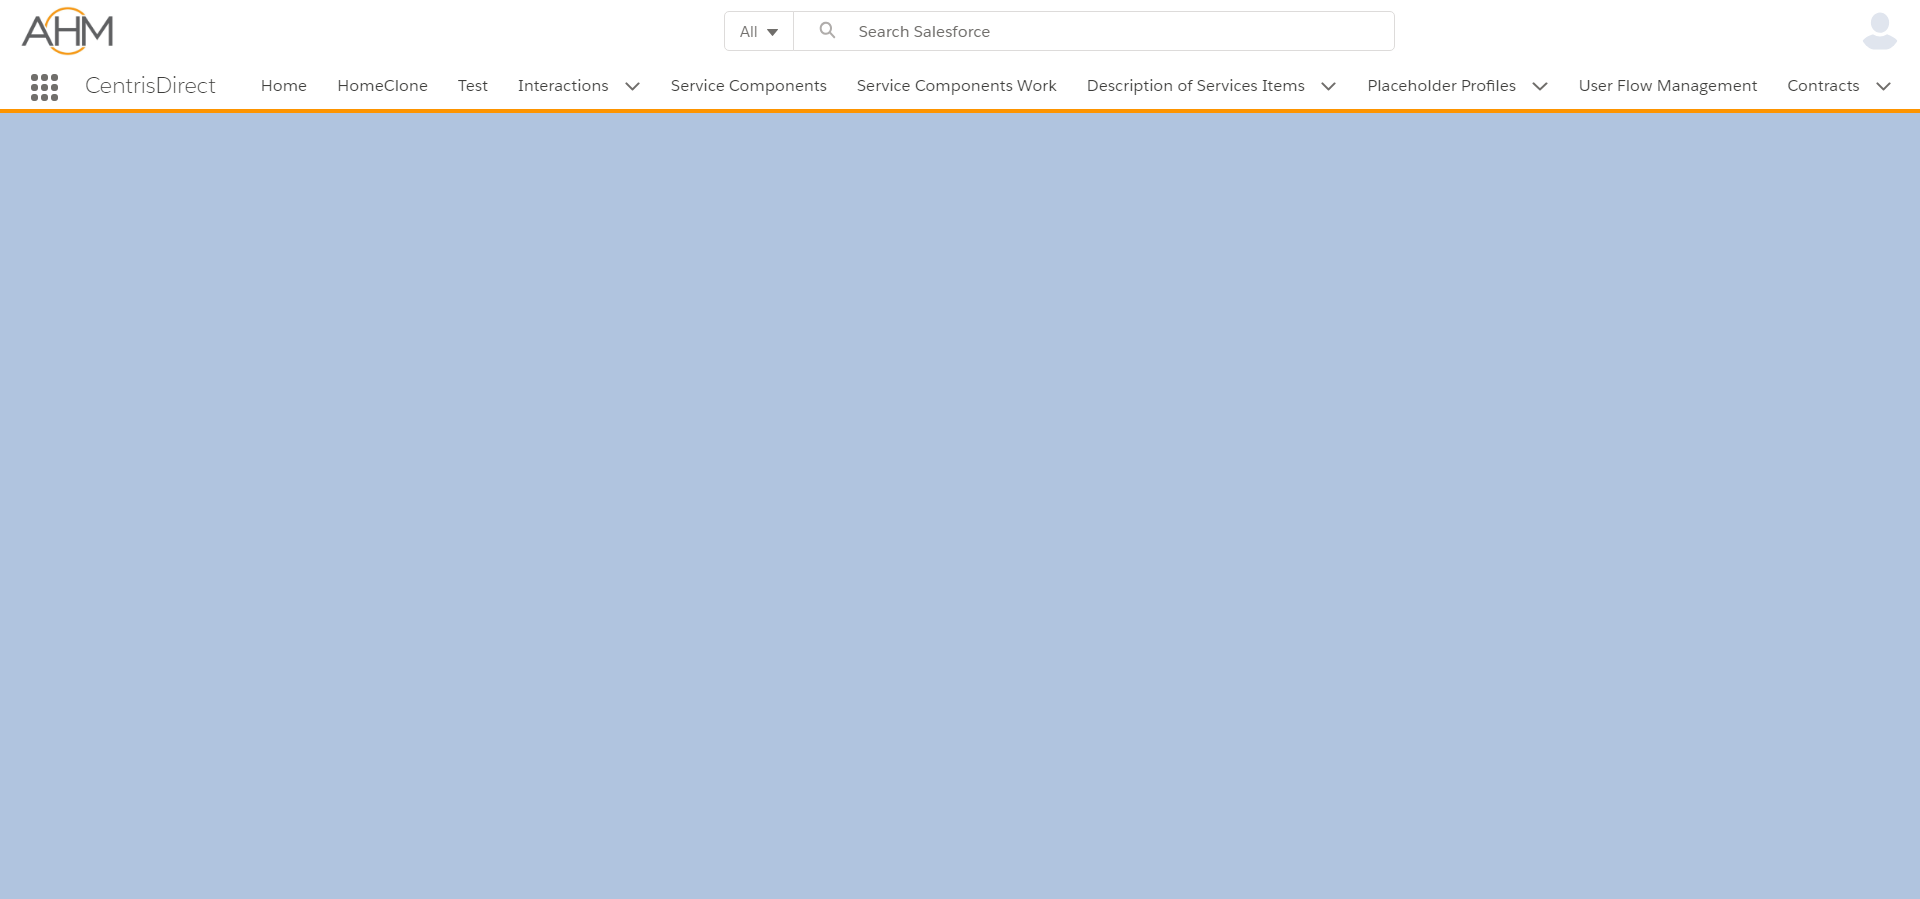 AHM
All
Search Salesforce
CentrisDirect Home HomeClone Test Interactions Service Components Service Components Work Description of Services Items Placeholder Profiles User Flow Management Contracts